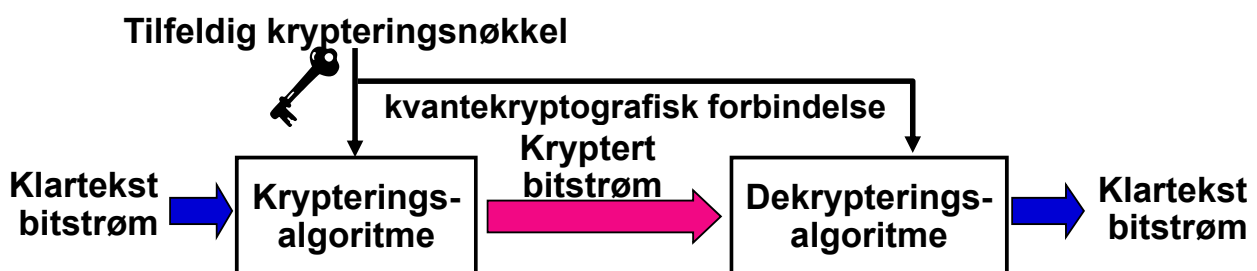 Tilfeldig krypteringsnøkkel
kvantekryptografisk forbindelse
Klartekst
bitstrøm
Krypterings-
algoritme
Kryptert
bitstrøm
Dekrypterings-
algoritme
Klartekst
bitstrøm